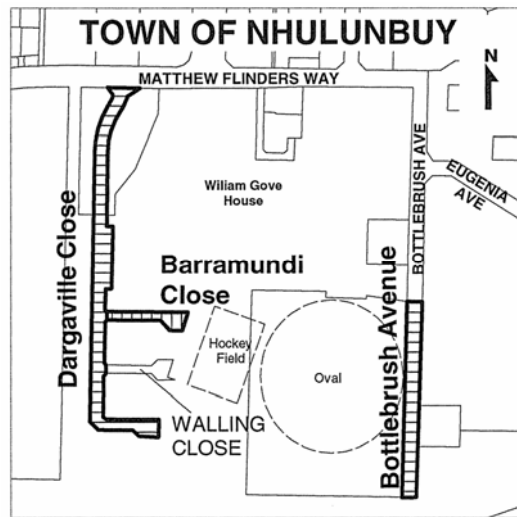 TOWN OF NHULUNBUY
N
MATTHEW FLINDERS WAY
BOTTLEBRUSH AVE
EUGENIA
AVE
Wiliam Gove
House
Dargaville Close
Barramundi
Close
Hockey
Field
Oval
Bottlebrush Avenue
WALLING
CLOSE